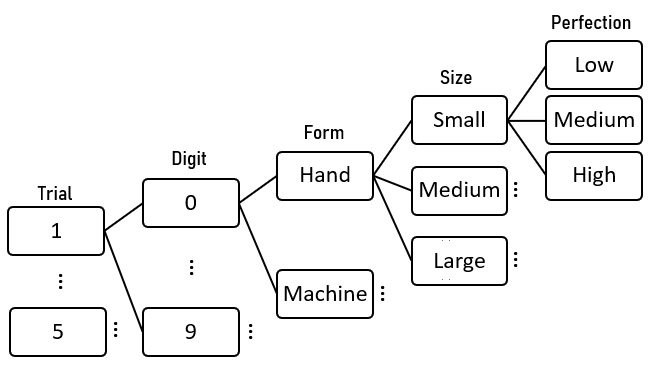 Trial
1
⋮
5
⋮
Digit
0
⋮
9
⋮
Form
Hand
Machine
⋮
Size
Small
Medium
⋮
Large
⋮
Perfection
Low
Medium
High